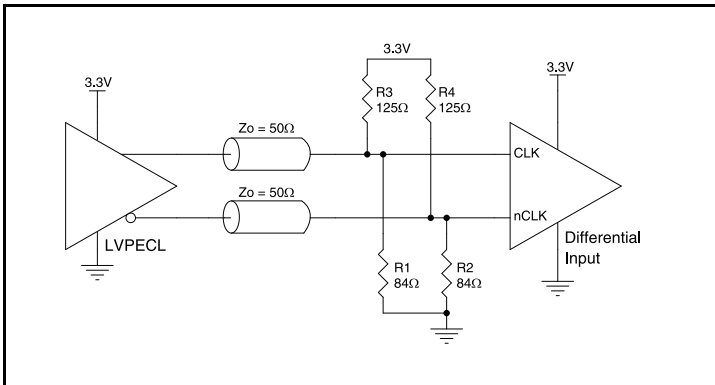 3.3V
3.3V
3.3V
R3
125Ω
R4
125Ω
Zo = 50Ω
CLK
Zo = 50Ω
nCLK
LVPECL
Differential
Input
R1
84Ω
R2
84Ω